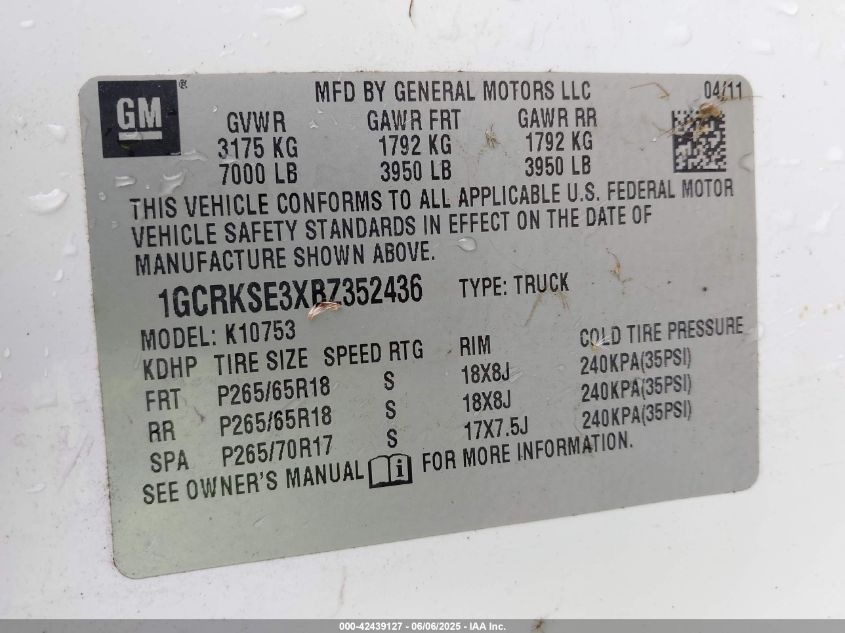 GM ®
MFD BY GENERAL MOTORS LLC 04/11
GVWR GAWR FRT GAWR RR
3175 KG 1792 KG 1792 KG
7000 LB 3950 LB 3950 LB
THIS VEHICLE CONFORMS TO ALL APPLICABLE U.S. FEDERAL MOTOR
VEHICLE SAFETY STANDARDS IN EFFECT ON THE DATE OF
MANUFACTURE SHOWN ABOVE.
1GCRKSE3XBZ352436 TYPE: TRUCK
MODEL: K10753
KDHP TIRE SIZE SPEED RTG RIM COLD TIRE PRESSURE
FRT P265/65R18 S 18X8J 240KPA(35PSI)
RR P265/65R18 S 18X8J 240KPA(35PSI)
SPA P265/70R17 S 17X7.5J 240KPA(35PSI)
SEE OWNER'S MANUAL i FOR MORE INFORMATION.
000-42439127 - 06/06/2025 - IAA Inc.